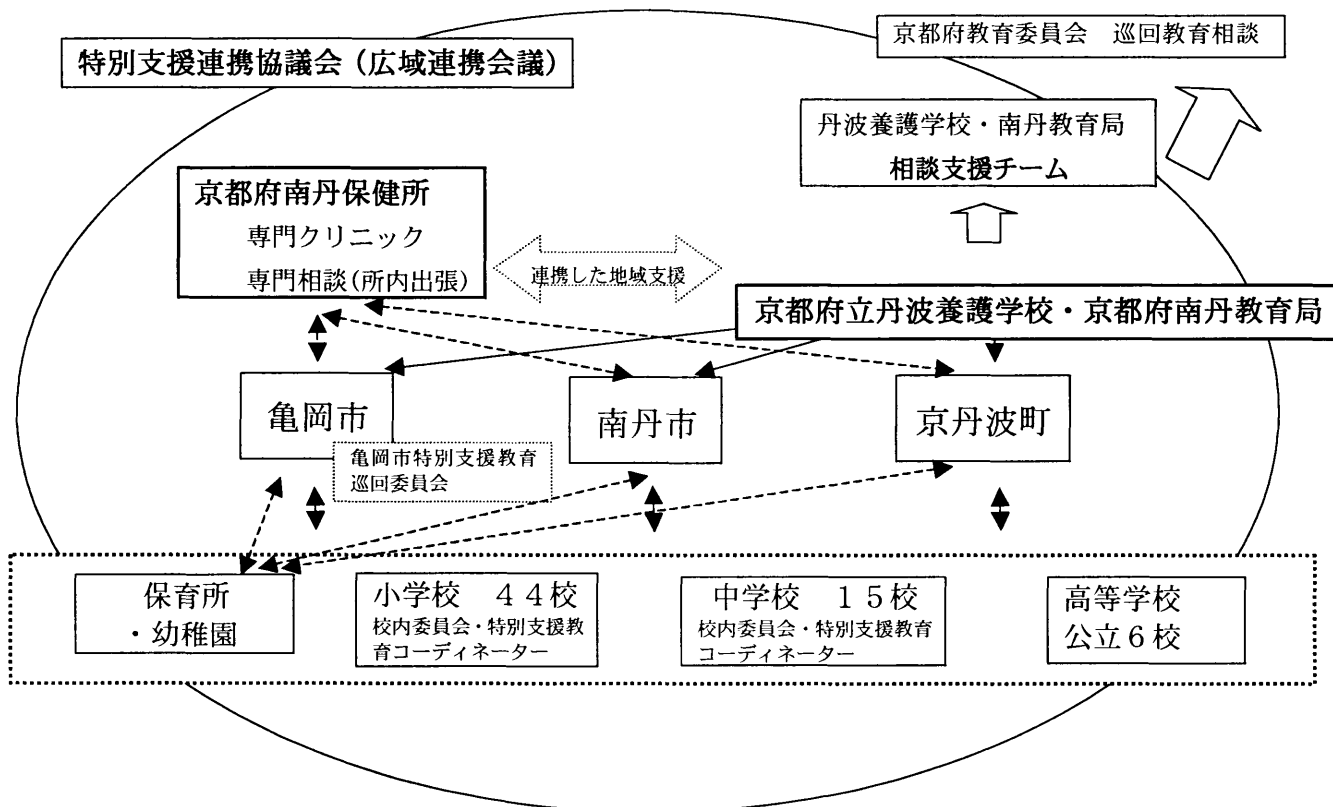 京都府教育委員会　巡回教育相談
特別支援連携協議会（広域連携会議）
丹波養護学校・南丹教育局
相談支援チーム
京都府南丹保健所
専門クリニック
専門相談（所内出張）
連携した地域支援
京都府立丹波養護学校・京都府南丹教育局
亀岡市
南丹市
京丹波町
亀岡市特別支援教育
巡回委員会
保育所
・幼稚園
小学校　４４校
校内委員会・特別支援教
育コーディネーター
中学校　１５校
校内委員会・特別支援教育
コーディネーター
高等学校
公立６校